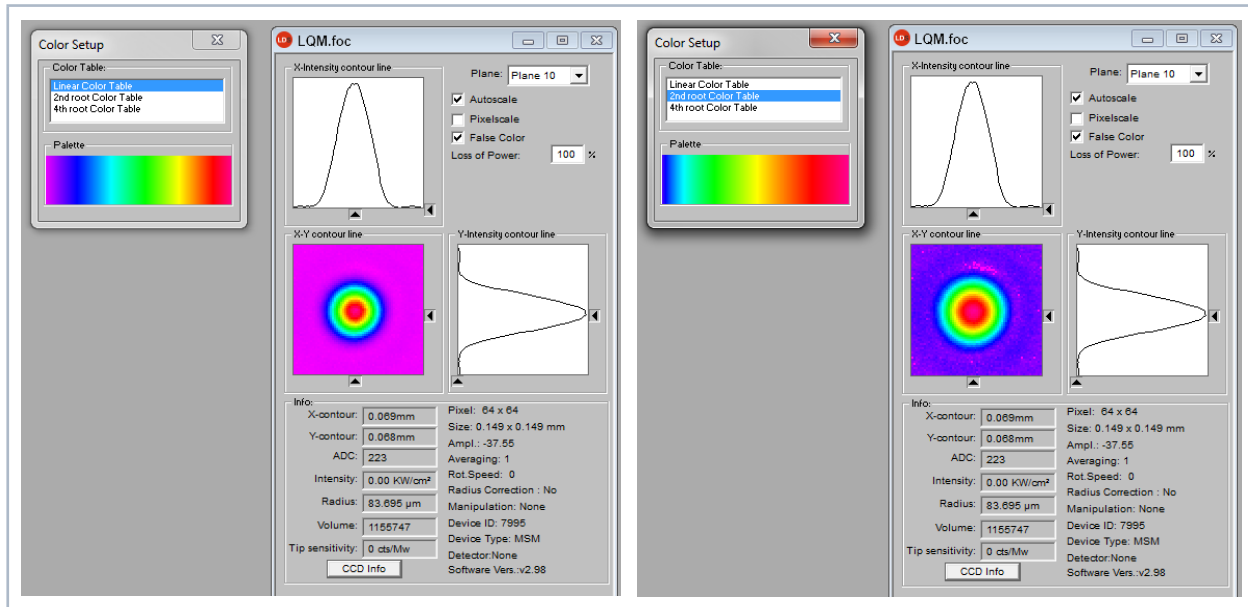 Color Setup
Color Table:
Linear Color Table
2nd root Color Table
4th root Color Table
Palette
LD LQM.foc
X-Intensity contour line
Plane: Plane 10
Autoscale
Pixelscale
False Color
Loss of Power: 100 %
X-Y contour line
Y-Intensity contour line
Info:
X-contour: 0.069mm
Y-contour: 0.068mm
ADC: 223
Intensity: 0.00 KW/cm²
Radius: 83.695 µm
Volume: 1155747
Tip sensitivity: 0 cts/Mw
CCD Info
Pixel: 64 x 64
Size: 0.149 x 0.149 mm
Ampl.: -37.55
Averaging: 1
Rot.Speed: 0
Radius Correction : No
Manipulation: None
Device ID: 7995
Device Type: MSM
Detector:None
Software Vers.:v2.98
Color Setup
Color Table:
Linear Color Table
2nd root Color Table
4th root Color Table
Palette
LD LQM.foc
X-Intensity contour line
Plane: Plane 10
Autoscale
Pixelscale
False Color
Loss of Power: 100 %
X-Y contour line
Y-Intensity contour line
Info:
X-contour: 0.069mm
Y-contour: 0.068mm
ADC: 223
Intensity: 0.00 KW/cm²
Radius: 83.695 µm
Volume: 1155747
Tip sensitivity: 0 cts/Mw
CCD Info
Pixel: 64 x 64
Size: 0.149 x 0.149 mm
Ampl.: -37.55
Averaging: 1
Rot.Speed: 0
Radius Correction : No
Manipulation: None
Device ID: 7995
Device Type: MSM
Detector:None
Software Vers.:v2.98